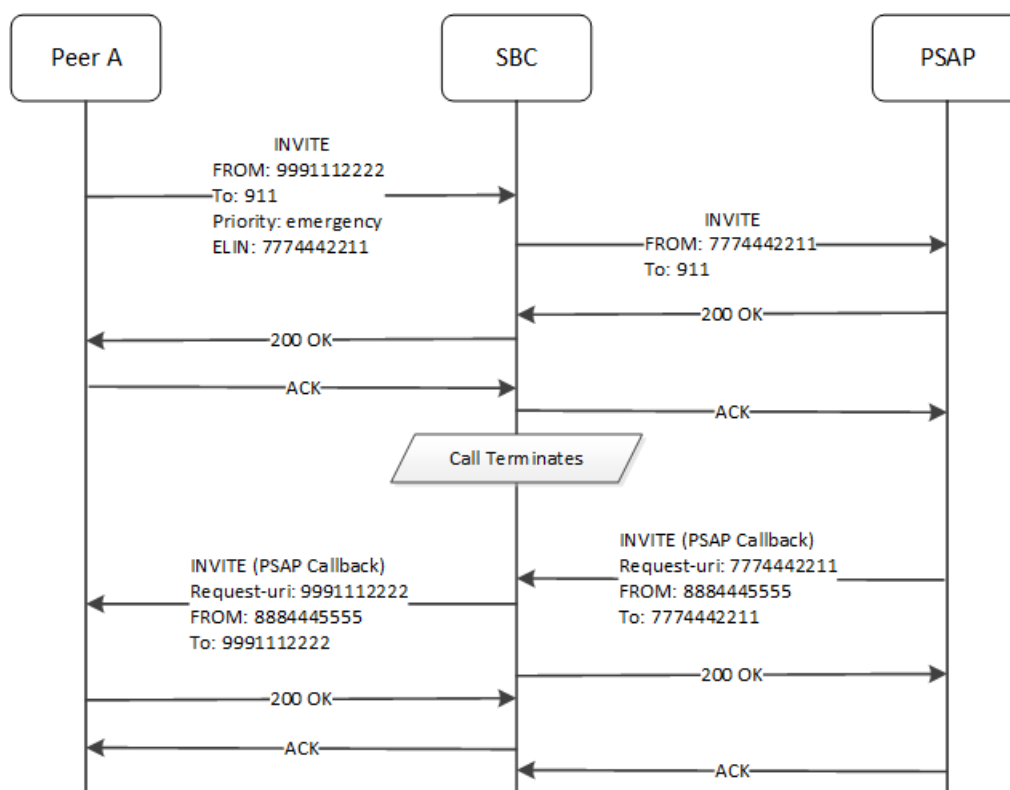 Peer A
SBC
PSAP
INVITE
FROM: 9991112222
To: 911
Priority: emergency
ELIN: 7774442211
INVITE
FROM: 7774442211
To: 911
200 OK
200 OK
ACK
ACK
Call Terminates
INVITE (PSAP Callback)
Request-uri: 7774442211
FROM: 8884445555
To: 7774442211
INVITE (PSAP Callback)
Request-uri: 9991112222
FROM: 8884445555
To: 9991112222
200 OK
200 OK
ACK
ACK